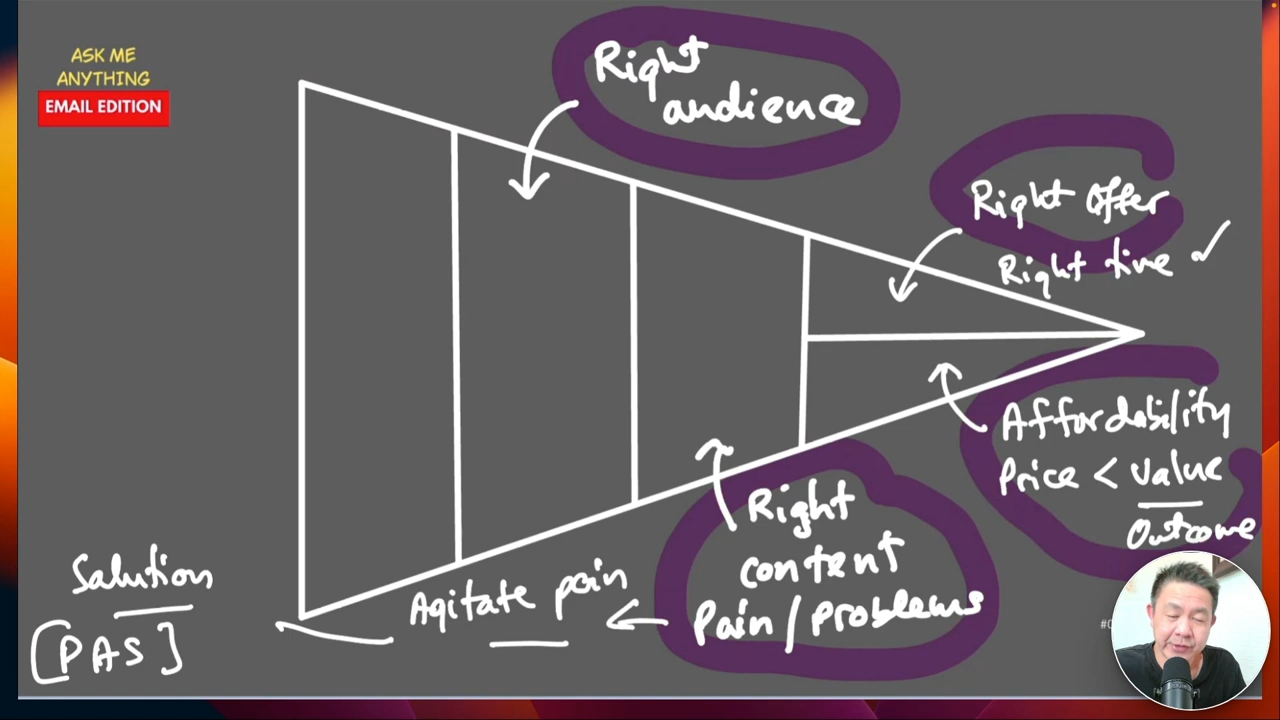 ASK ME
ANYTHING
EMAIL EDITION
Right
audience
Right offer
Right time ✓
Affordability
Price < value
Outcome
Right
content
Pain/problems
Agitate pain
Solution
[PAS]